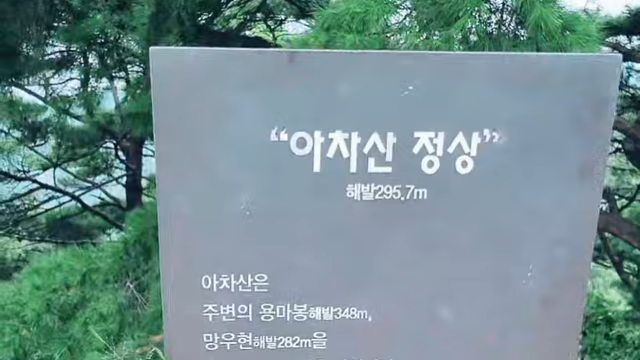 “아차산 정상”
해발295.7m
아차산은
주변의 용마봉해발348m,
망우현해발282m을